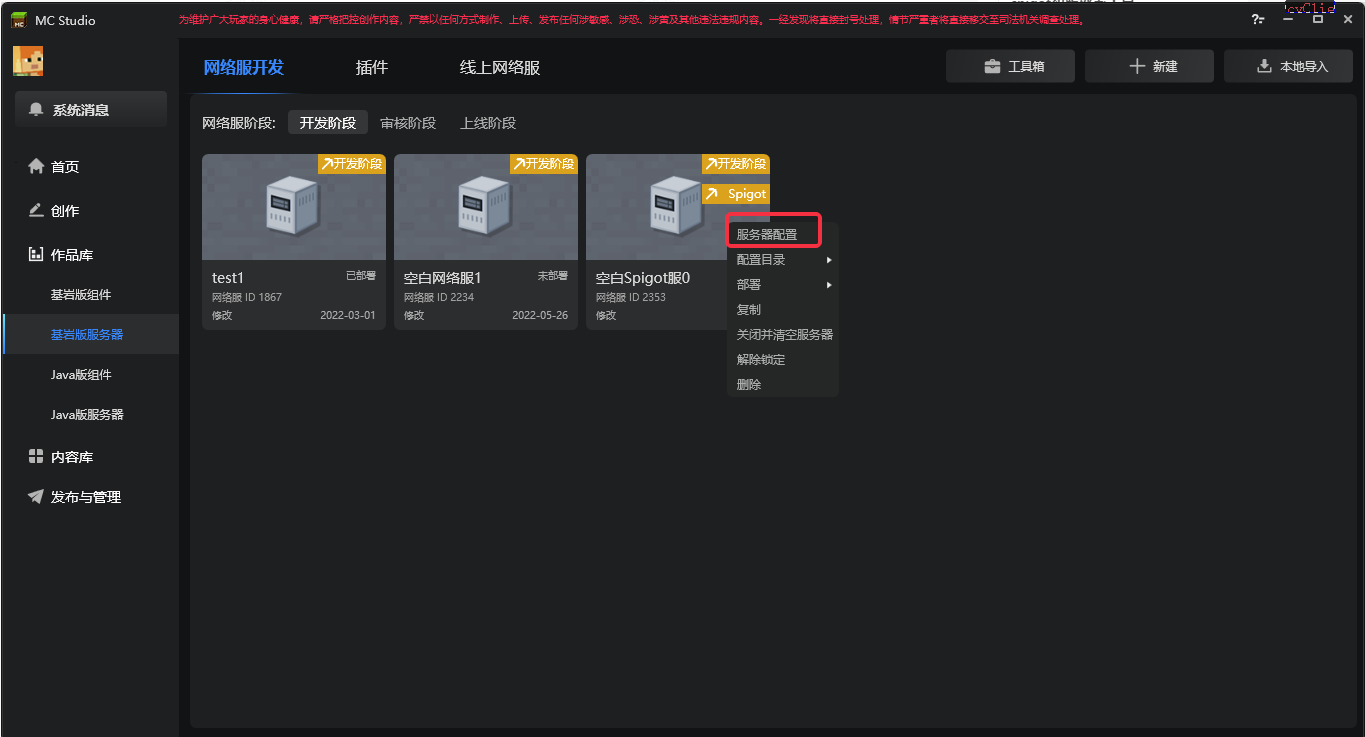 MC Studio
为维护广大玩家的身心健康，请严格把控创作内容，严禁以任何方式制作、上传、发布任何涉敏感、涉恐、涉黄及其他违法违规内容。一经发现将直接封号处理，情节严重者将直接移交至司法机关调查处理。
网络服开发
插件
线上网络服
工具箱
新建
本地导入
系统消息
首页
创作
作品库
基岩版组件
基岩版服务器
Java版组件
Java版服务器
内容库
发布与管理
网络服阶段:
开发阶段
审核阶段
上线阶段
开发阶段
test1
已部署
网络服 ID 1867
修改
2022-03-01
开发阶段
空白网络服1
未部署
网络服 ID 2234
修改
2022-05-26
开发阶段
Spigot
空白Spigot服0
网络服 ID 2353
修改
服务器配置
配置目录
部署
复制
关闭并清空服务器
解除锁定
删除